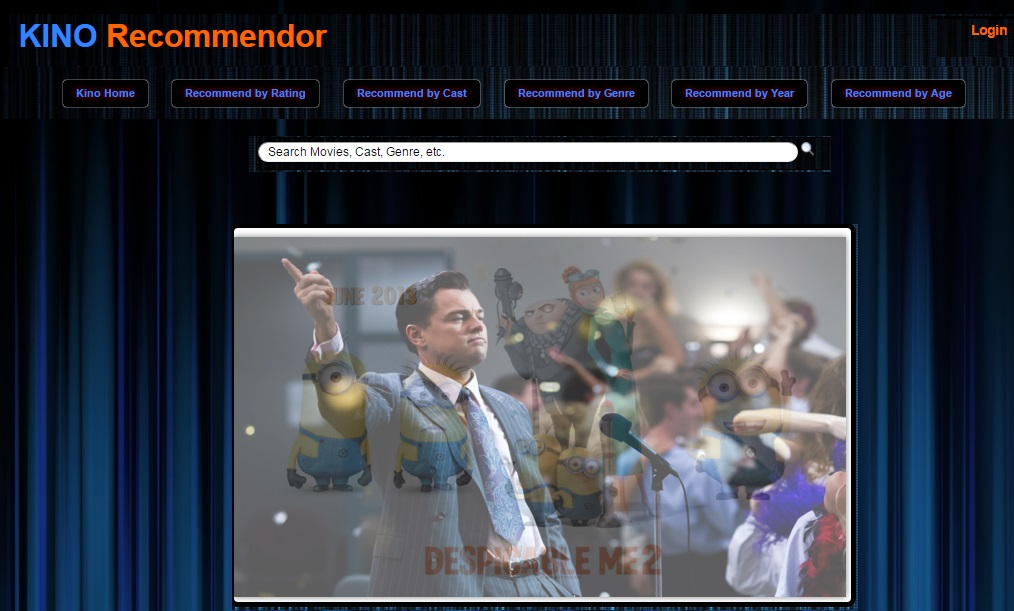 KINO Recommendor
Login
Kino Home
Recommend by Rating
Recommend by Cast
Recommend by Genre
Recommend by Year
Recommend by Age
Search Movies, Cast, Genre, etc.
JUNE 2013
DESPICABLE ME 2